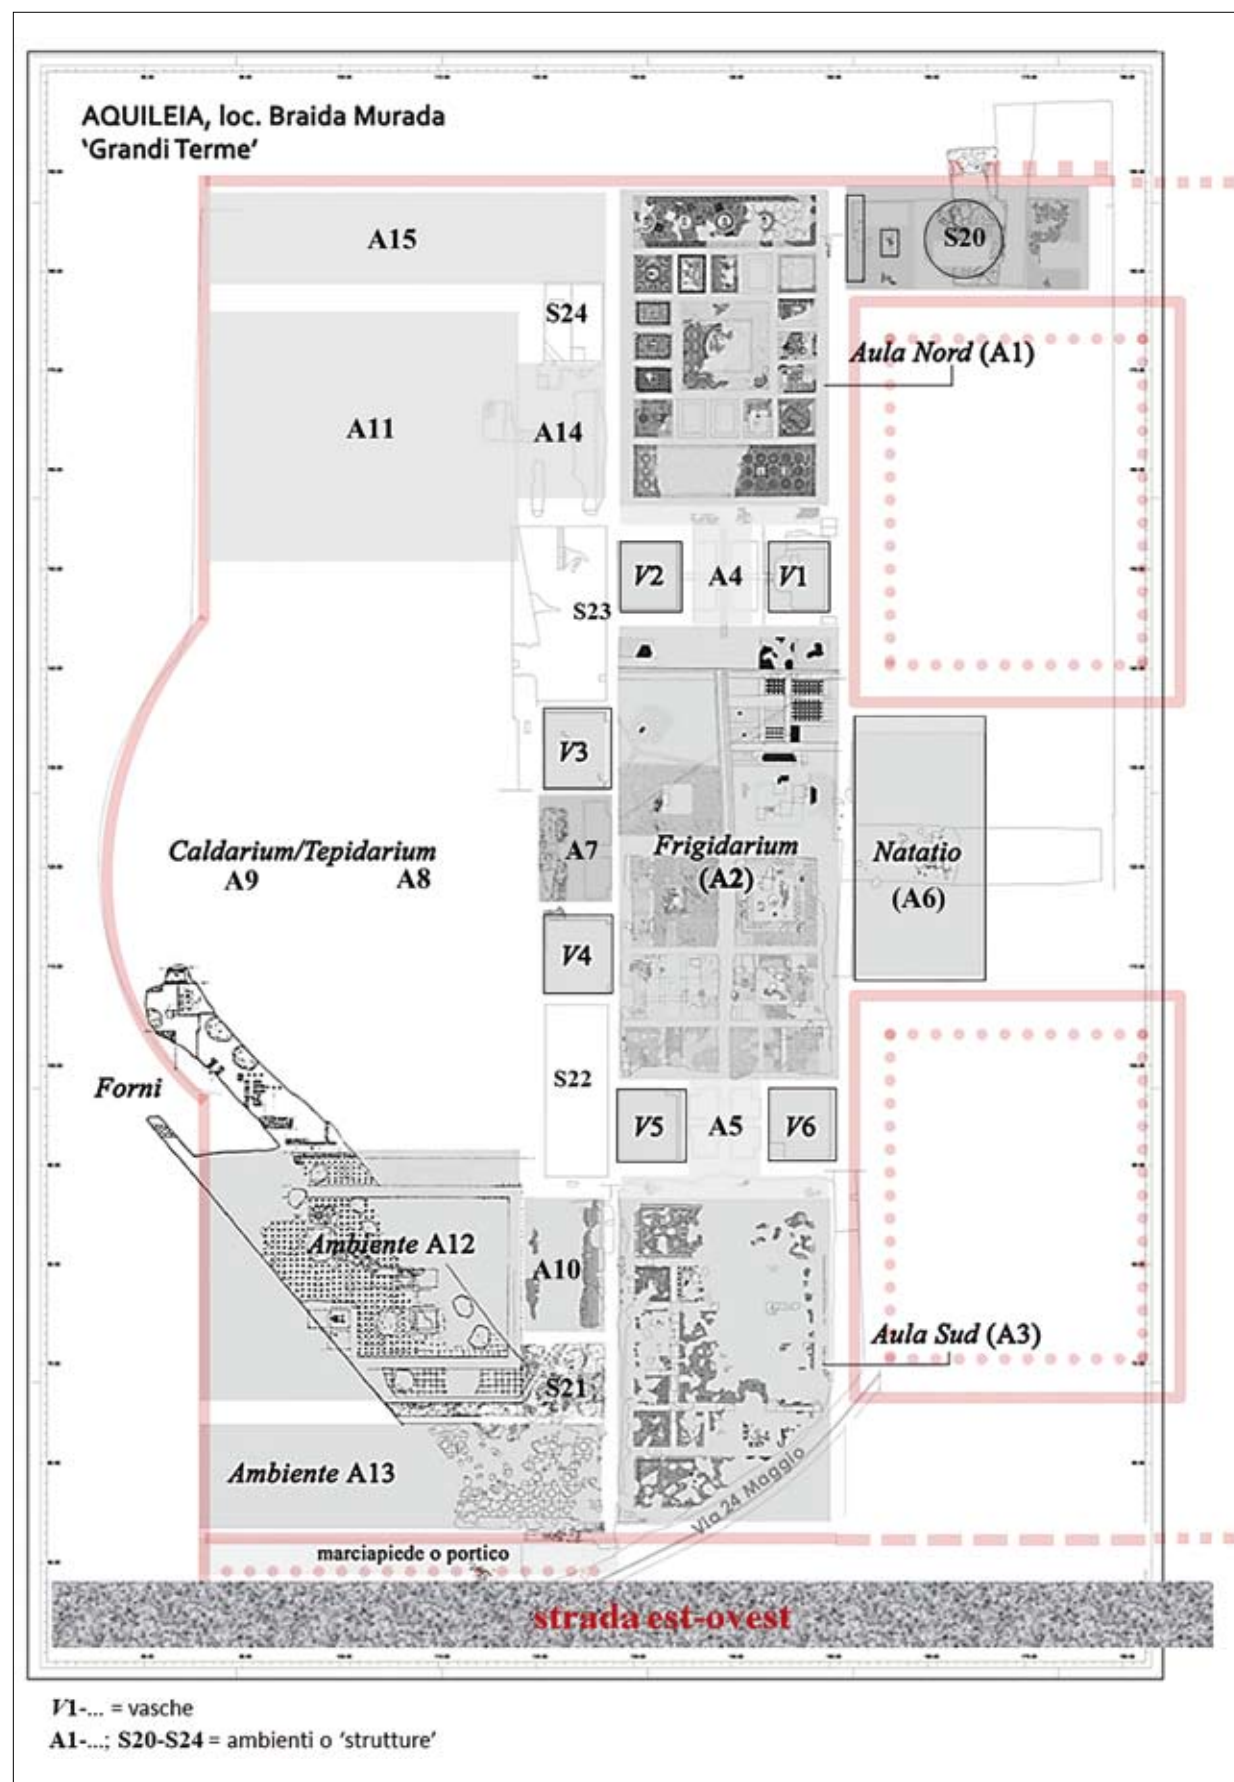 AQUILEIA, loc. Braida Murada
‘Grandi Terme’
A15
S20
S24
Aula Nord (A1)
A11
A14
V2
A4
V1
S23
V3
Caldarium/Tepidarium
A9
A8
A7
Frigidarium
(A2)
Natatio
(A6)
V4
Forni
S22
V5
A5
V6
Ambiente A12
A10
Aula Sud (A3)
S21
Ambiente A13
Via 24 Maggio
marciapiede o portico
strada est-ovest
V1-... = vasche
A1-...; S20-S24 = ambienti o ‘strutture’